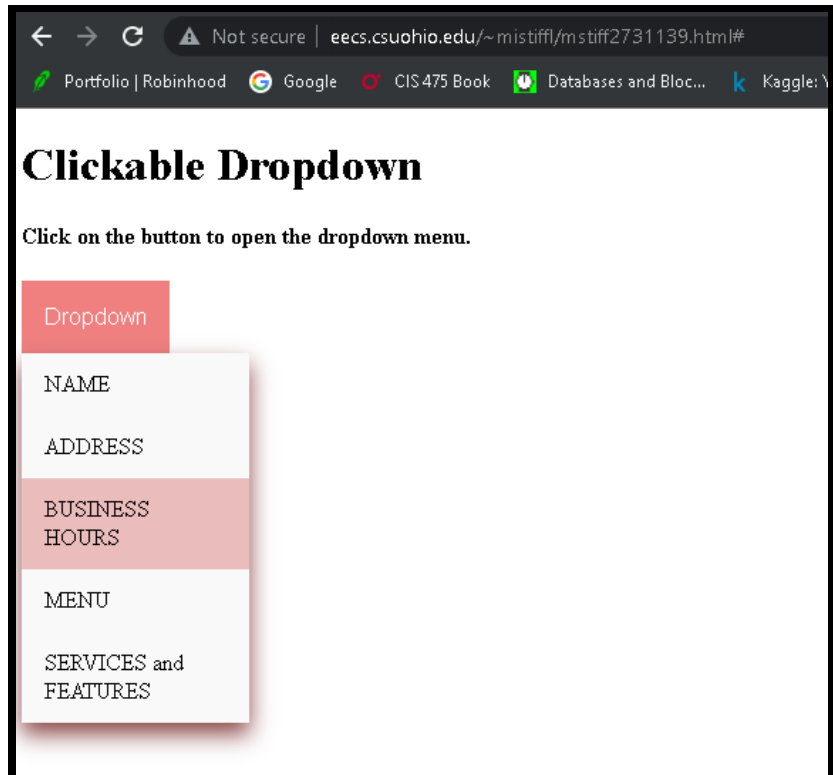 Not secure | eecs.csuohio.edu/~mistiffl/mstiff2731139.html#
Portfolio | Robinhood Google CIS 475 Book Databases and Bloc... Kaggle: Y
Clickable Dropdown
Click on the button to open the dropdown menu.
Dropdown
NAME
ADDRESS
BUSINESS
HOURS
MENU
SERVICES and
FEATURES